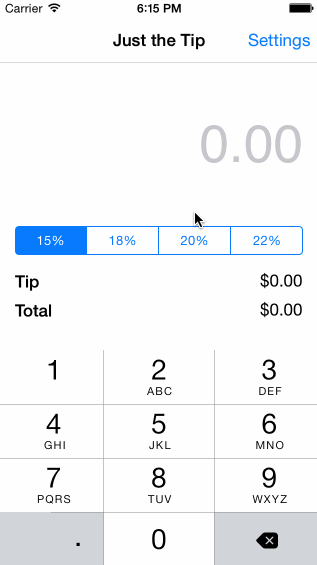 Carrier 6:15 PM
Just the Tip Settings
0.00
15% 18% 20% 22%
Tip $0.00
Total $0.00
1 2 3
ABC DEF
4 5 6
GHI JKL MNO
7 8 9
PQRS TUV WXYZ
. 0